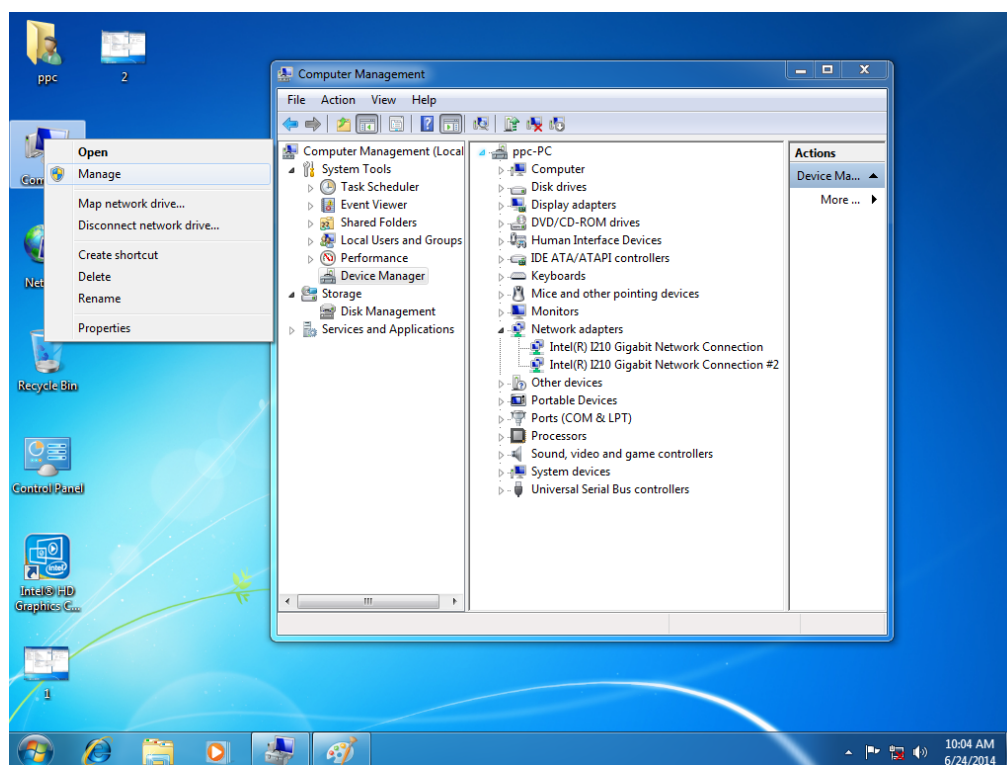 ppc
2
Computer Management
File Action View Help
Open
Manage
Map network drive...
Disconnect network drive...
Create shortcut
Delete
Rename
Properties
Recycle Bin
Control Panel
Intel® HD
Graphics C...
1
Computer Management (Local
System Tools
Task Scheduler
Event Viewer
Shared Folders
Local Users and Groups
Performance
Device Manager
Storage
Disk Management
Services and Applications
ppc-PC
Computer
Disk drives
Display adapters
DVD/CD-ROM drives
Human Interface Devices
IDE ATA/ATAPI controllers
Keyboards
Mice and other pointing devices
Monitors
Network adapters
Intel(R) I210 Gigabit Network Connection
Intel(R) I210 Gigabit Network Connection #2
Other devices
Portable Devices
Ports (COM & LPT)
Processors
Sound, video and game controllers
System devices
Universal Serial Bus controllers
Actions
Device Ma...
More ...
10:04 AM
6/24/2014